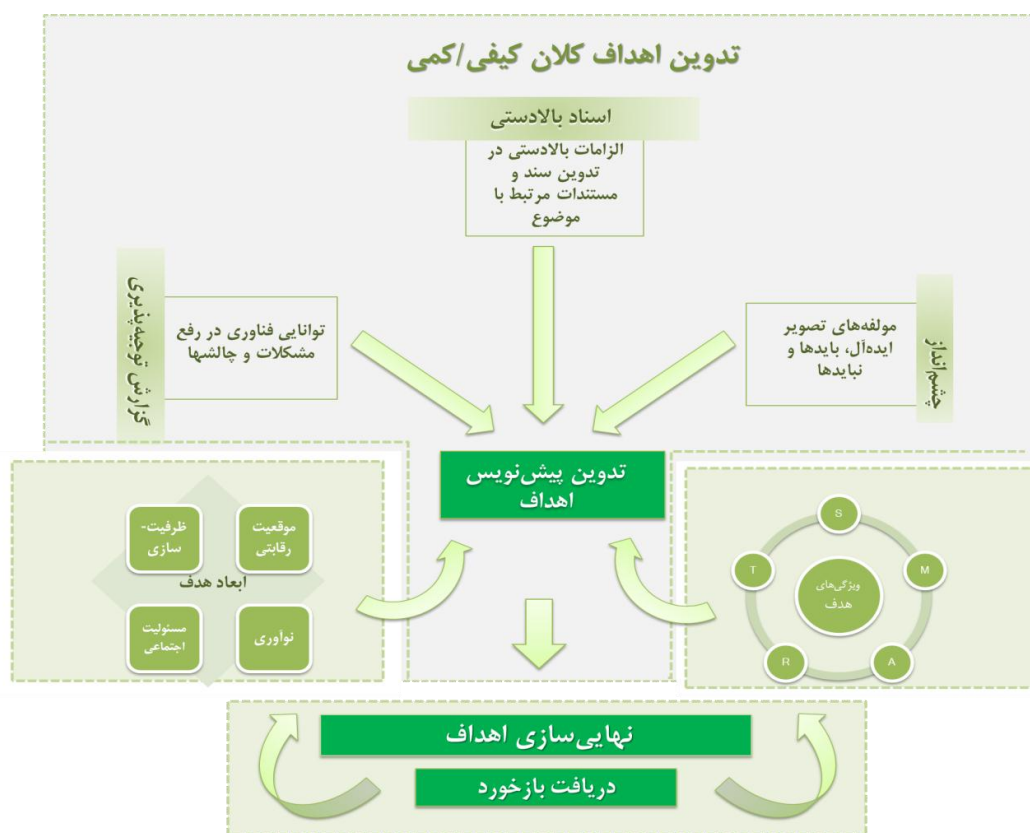 تدوین اهداف کلان کیفی/کمی
اسناد بالادستی
الزامات بالادستی در
تدوین سند و
مستندات مرتبط با
موضوع
چشم‌انداز
مولفه‌های تصویر
ایده‌آل، بایدها و
نبایدها
توانایی فناوری در رفع
مشکلات و چالشها
گزارش توجیه‌پذیری
تدوین پیش‌نویس
اهداف
S
M
A
R
T
ویژگی‌های
هدف
موقعیت
رقابتی
ظرفیت-
سازی
ابعاد هدف
نوآوری
مسئولیت
اجتماعی
نهایی‌سازی اهداف
دریافت بازخورد